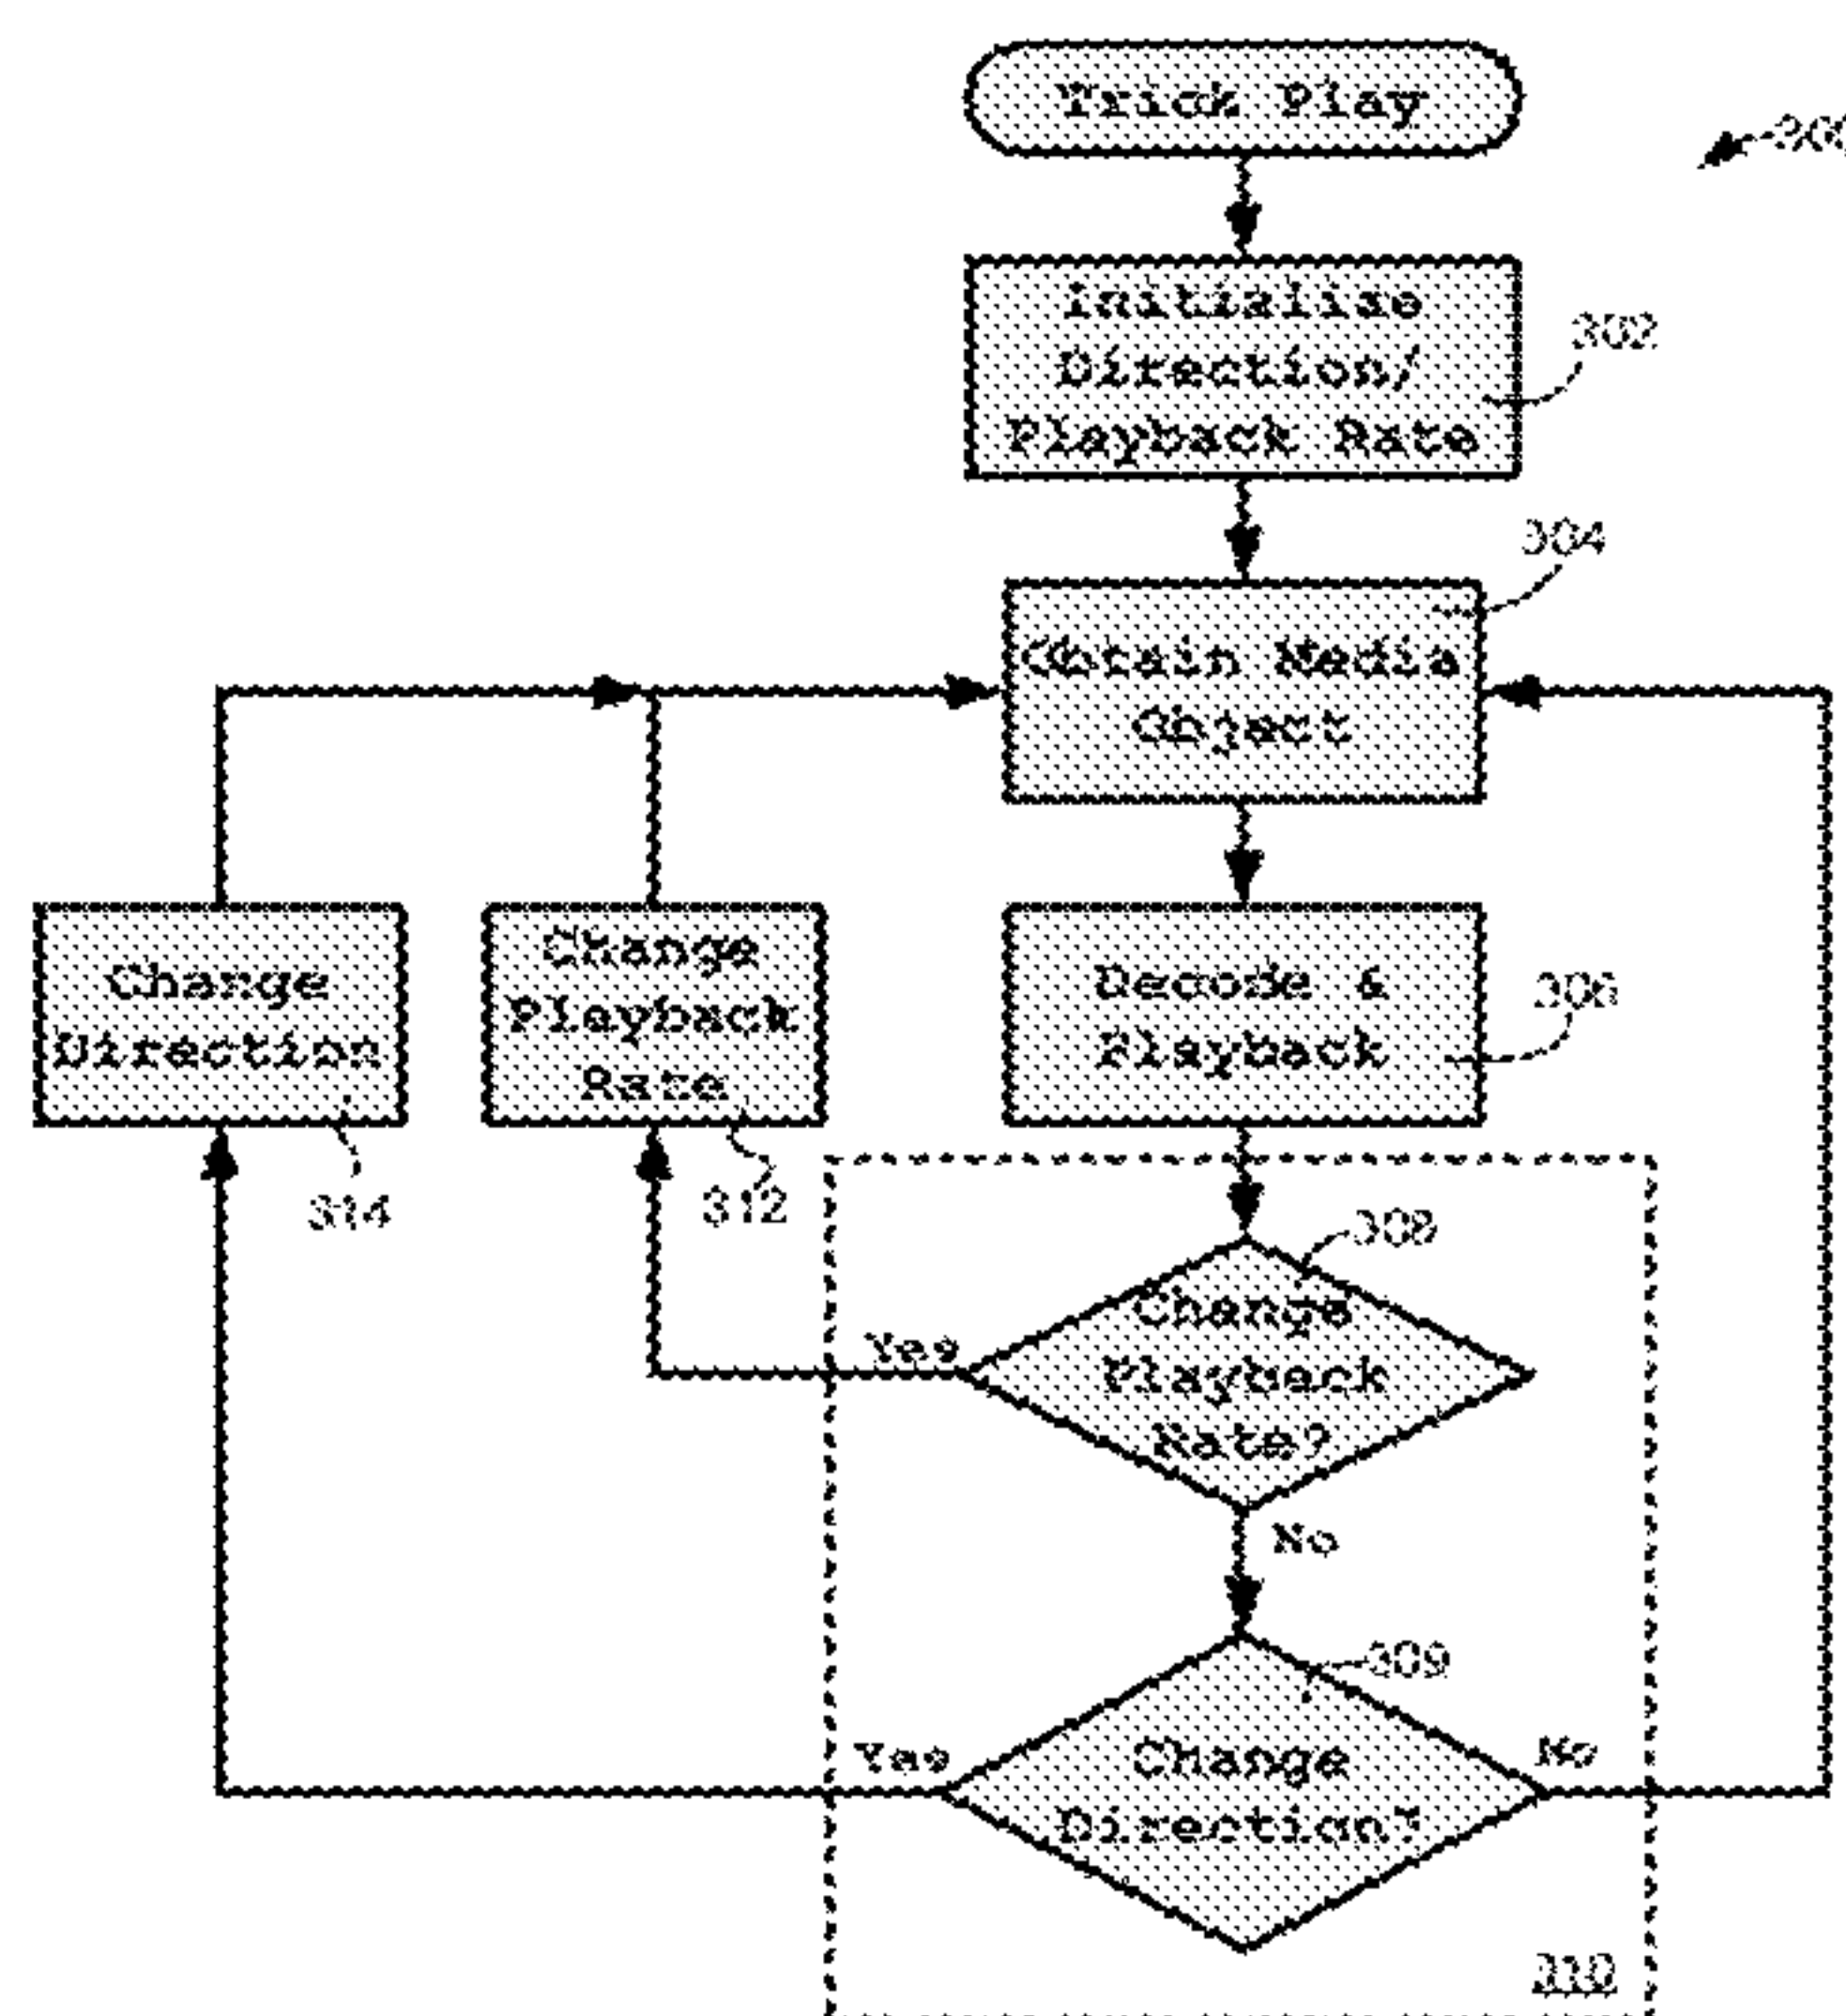 Trick Play
300
Initialise
Direction/
Playback Rate
302
304
Obtain Media
Object
Change
Direction
Change
Playback
Rate
Decode &
Playback
306
314
312
308
Change
Playback
Rate?
Yes
No
309
Yes
Change
Direction?
No
310